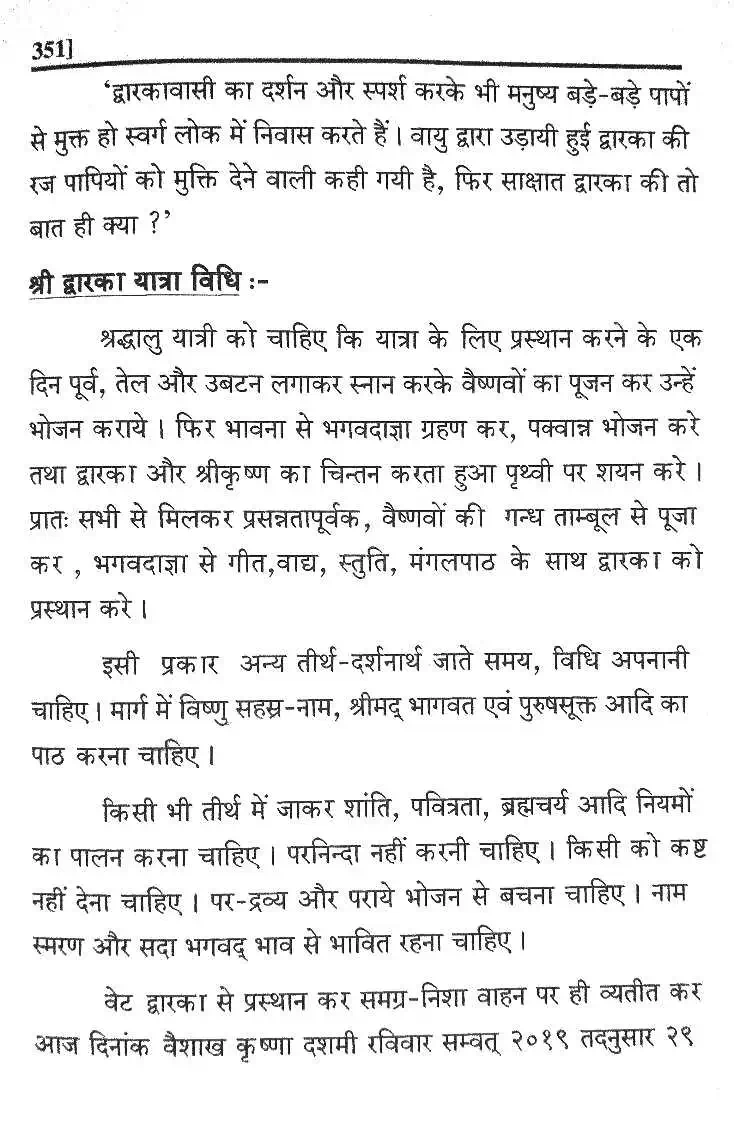 351]
‘द्वारकावासी का दर्शन और स्पर्श करके भी मनुष्य बड़े-बड़े पापों
से मुक्त हो स्वर्ग लोक में निवास करते हैं। वायु द्वारा उड़ायी हुई द्वारका की
रज पापियों को मुक्ति देने वाली कही गयी है, फिर साक्षात द्वारका की तो
बात ही क्या ?’
श्री द्वारका यात्रा विधि :-
श्रद्धालु यात्री को चाहिए कि यात्रा के लिए प्रस्थान करने के एक
दिन पूर्व, तेल और उबटन लगाकर स्नान करके वैष्णवों का पूजन कर उन्हें
भोजन कराये। फिर भावना से भगवदाज्ञा ग्रहण कर, पक्वान्न भोजन करे
तथा द्वारका और श्रीकृष्ण का चिन्तन करता हुआ पृथ्वी पर शयन करे।
प्रातः सभी से मिलकर प्रसन्नतापूर्वक, वैष्णवों की गन्ध ताम्बूल से पूजा
कर , भगवदाज्ञा से गीत,वाद्य, स्तुति, मंगलपाठ के साथ द्वारका को
प्रस्थान करे।
इसी प्रकार अन्य तीर्थ-दर्शनार्थ जाते समय, विधि अपनानी
चाहिए। मार्ग में विष्णु सहस्र-नाम, श्रीमद् भागवत एवं पुरुषसूक्त आदि का
पाठ करना चाहिए।
किसी भी तीर्थ में जाकर शांति, पवित्रता, ब्रह्मचर्य आदि नियमों
का पालन करना चाहिए। परनिन्दा नहीं करनी चाहिए। किसी को कष्ट
नहीं देना चाहिए। पर-द्रव्य और पराये भोजन से बचना चाहिए। नाम
स्मरण और सदा भगवद् भाव से भावित रहना चाहिए।
वेट द्वारका से प्रस्थान कर समग्र-निशा वाहन पर ही व्यतीत कर
आज दिनांक वैशाख कृष्णा दशमी रविवार सम्वत् २०१९ तदनुसार २९